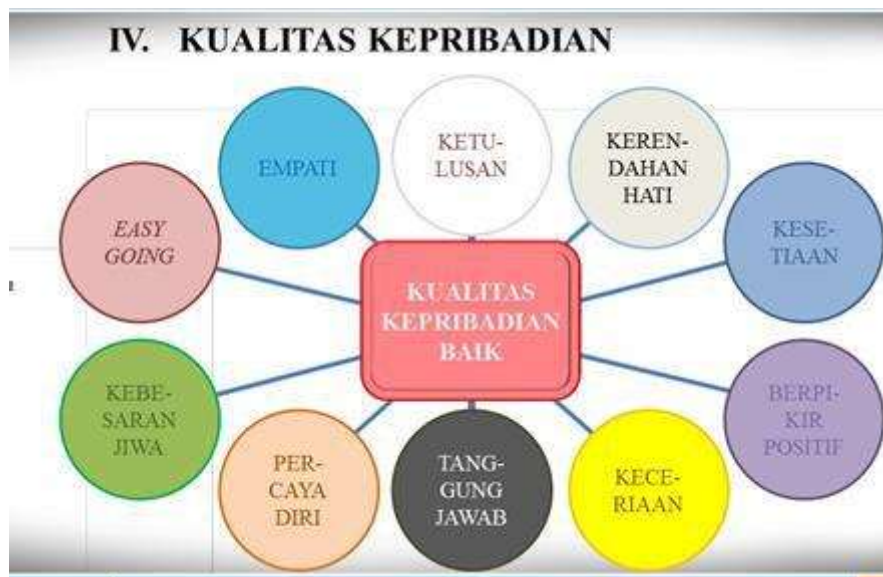 IV. KUALITAS KEPRIBADIAN
KETU-
LUSAN
KEREN-
DAHAN
HATI
KESE-
TIAAN
BERPI-
KIR
POSITIF
KECE-
RIAAN
TANG-
GUNG
JAWAB
PER-
CAYA
DIRI
KEBE-
SARAN
JIWA
EASY
GOING
EMPATI
KUALITAS
KEPRIBADIAN
BAIK